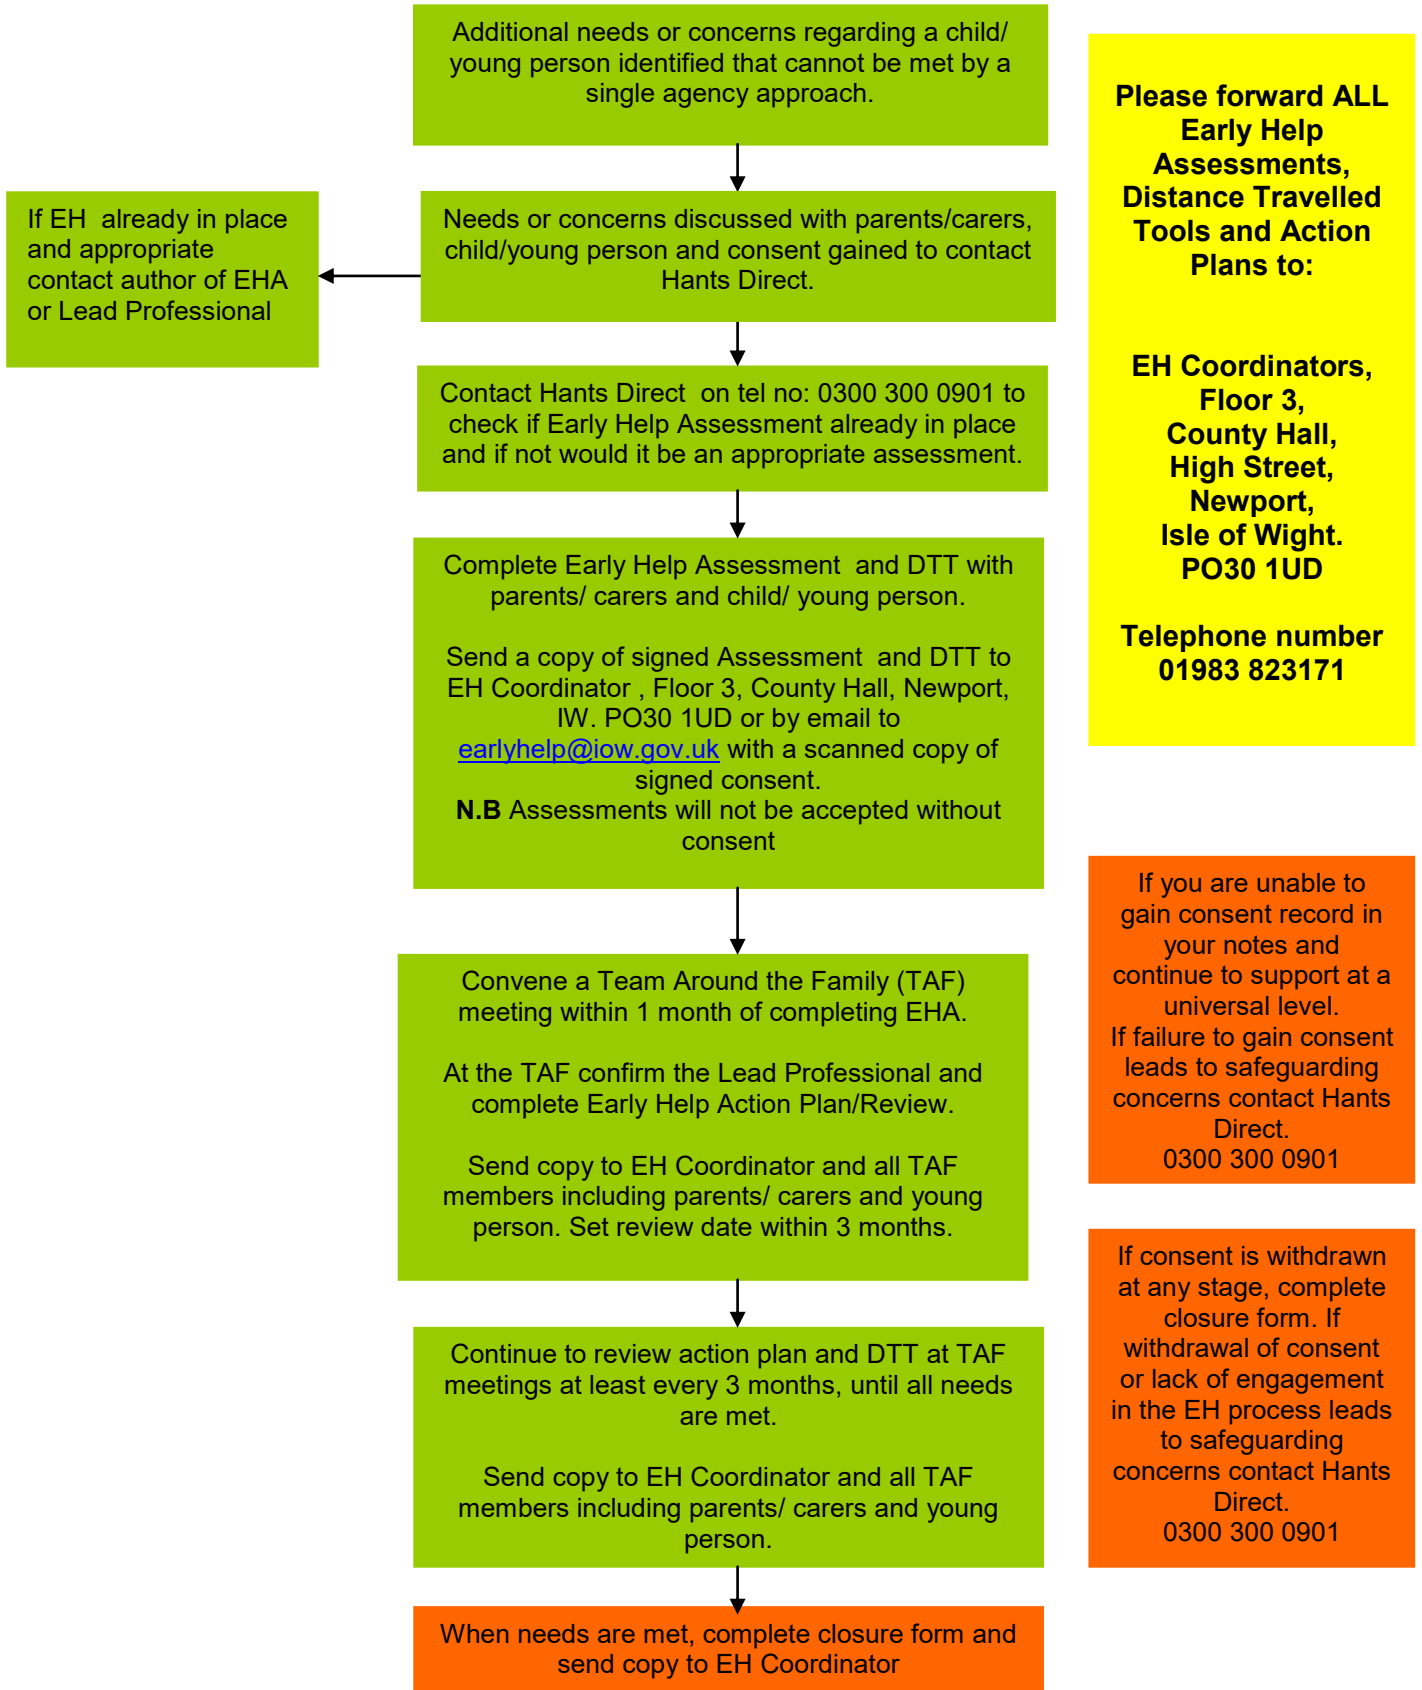 Additional needs or concerns regarding a child/
young person identified that cannot be met by a
single agency approach.
If EH  already in place
and appropriate
contact author of EHA
or Lead Professional
Needs or concerns discussed with parents/carers,
child/young person and consent gained to contact
Hants Direct.
Contact Hants Direct  on tel no: 0300 300 0901 to
check if Early Help Assessment already in place
and if not would it be an appropriate assessment.
Complete Early Help Assessment  and DTT with
parents/ carers and child/ young person.
Send a copy of signed Assessment  and DTT to
EH Coordinator , Floor 3, County Hall, Newport,
IW. PO30 1UD or by email to
earlyhelp@iow.gov.uk with a scanned copy of
signed consent.
N.B Assessments will not be accepted without
consent
Convene a Team Around the Family (TAF)
meeting within 1 month of completing EHA.
At the TAF confirm the Lead Professional and
complete Early Help Action Plan/Review.
Send copy to EH Coordinator and all TAF
members including parents/ carers and young
person. Set review date within 3 months.
Continue to review action plan and DTT at TAF
meetings at least every 3 months, until all needs
are met.
Send copy to EH Coordinator and all TAF
members including parents/ carers and young
person.
When needs are met, complete closure form and
send copy to EH Coordinator
Please forward ALL
Early Help
Assessments,
Distance Travelled
Tools and Action
Plans to:
EH Coordinators,
Floor 3,
County Hall,
High Street,
Newport,
Isle of Wight.
PO30 1UD
Telephone number
01983 823171
If you are unable to
gain consent record in
your notes and
continue to support at a
universal level.
If failure to gain consent
leads to safeguarding
concerns contact Hants
Direct.
0300 300 0901
If consent is withdrawn
at any stage, complete
closure form. If
withdrawal of consent
or lack of engagement
in the EH process leads
to safeguarding
concerns contact Hants
Direct.
0300 300 0901